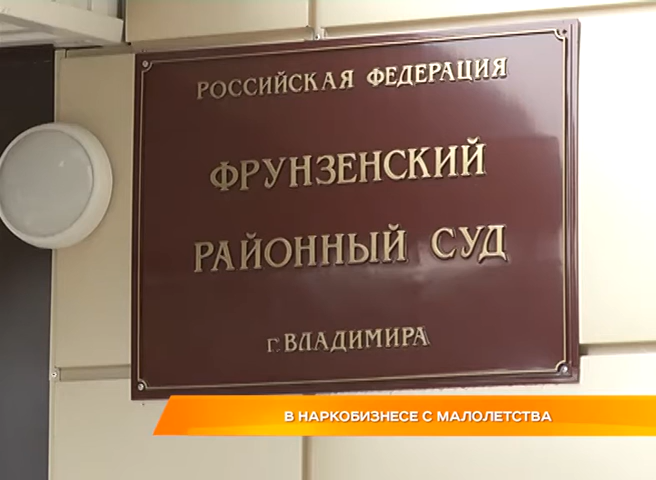 РОССИЙСКАЯ ФЕДЕРАЦИЯ
ФРУНЗЕНСКИЙ
РАЙОННЫЙ СУД
г. ВЛАДИМИРА
В НАРКОБИЗНЕСЕ С МАЛОЛЕТСТВА